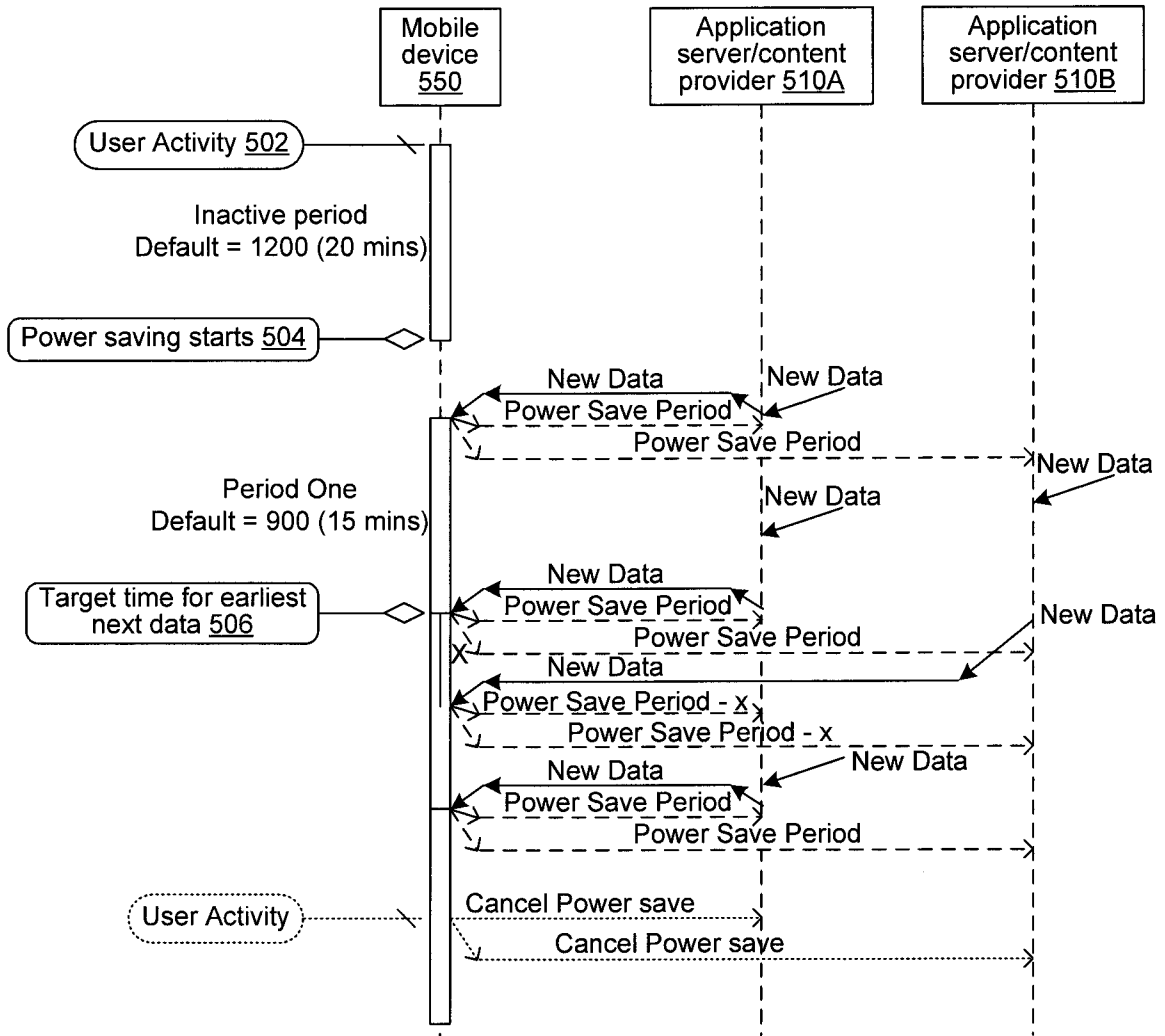 Mobile
device
550
Application
server/content
provider 510A
Application
server/content
provider 510B
User Activity 502
Inactive period
Default = 1200 (20 mins)
Power saving starts 504
New Data
New Data
Power Save Period
Power Save Period
New Data
Period One
Default = 900 (15 mins)
New Data
Target time for earliest
next data 506
New Data
Power Save Period
New Data
Power Save Period
X
New Data
Power Save Period - x
Power Save Period - x
New Data
New Data
Power Save Period
Power Save Period
User Activity
Cancel Power save
Cancel Power save